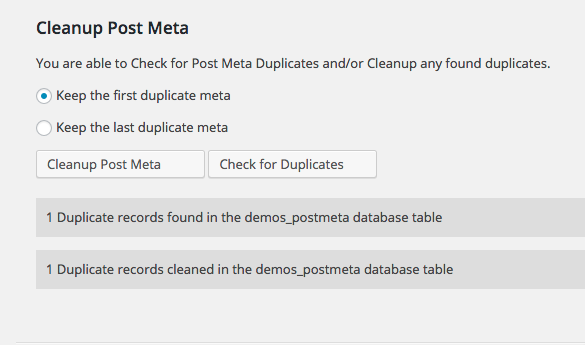 Cleanup Post Meta
You are able to Check for Post Meta Duplicates and/or Cleanup any found duplicates.
Keep the first duplicate meta
Keep the last duplicate meta
Cleanup Post Meta Check for Duplicates
1 Duplicate records found in the demos_postmeta database table
1 Duplicate records cleaned in the demos_postmeta database table